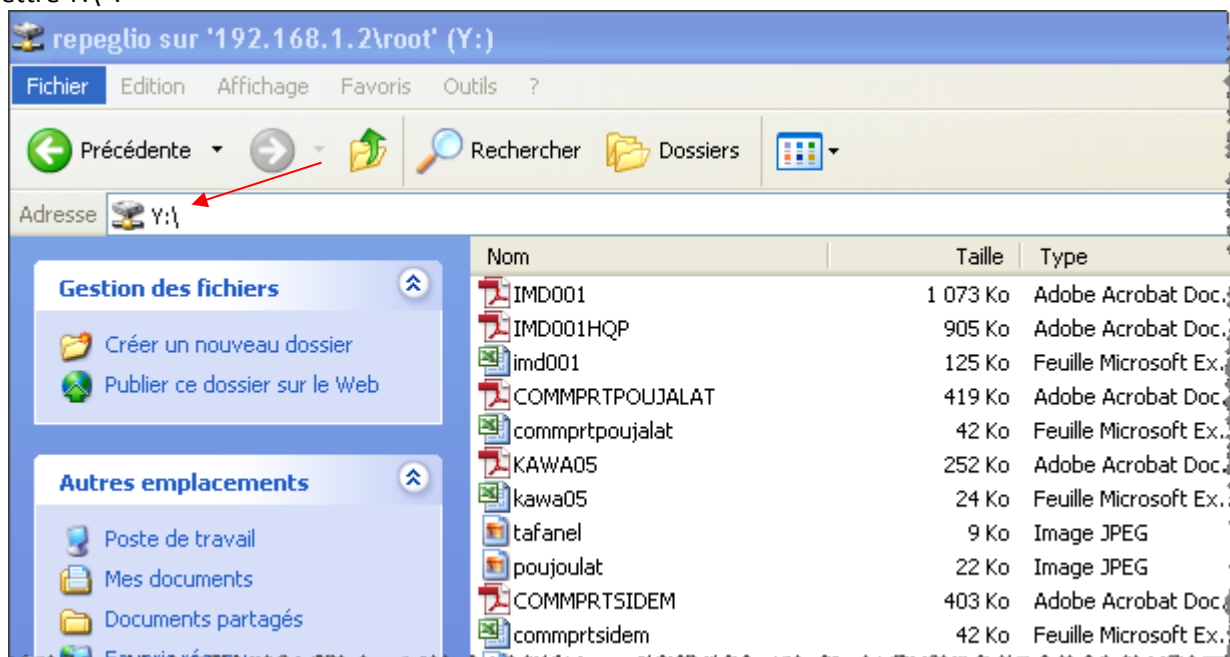 repeglio sur '192.168.1.2\root' (Y:)
Fichier Edition Affichage Favoris Outils ?
Précédente Rechercher Dossiers
Adresse Y:\
Nom Taille Type
Gestion des fichiers
Créer un nouveau dossier
Publier ce dossier sur le Web
Autres emplacements
Poste de travail
Mes documents
Documents partagés
IMD001 1 073 Ko Adobe Acrobat Doc.
IMD001HQP 905 Ko Adobe Acrobat Doc.
imd001 125 Ko Feuille Microsoft Ex..
COMMPRTPOUJALAT 419 Ko Adobe Acrobat Doc.
commprtpoujalat 42 Ko Feuille Microsoft Ex..
KAWA05 252 Ko Adobe Acrobat Doc.
kawa05 24 Ko Feuille Microsoft Ex..
tafanel 9 Ko Image JPEG
poujoulat 22 Ko Image JPEG
COMMPRTSIDEM 403 Ko Adobe Acrobat Doc.
commprtsidem 42 Ko Feuille Microsoft Ex..